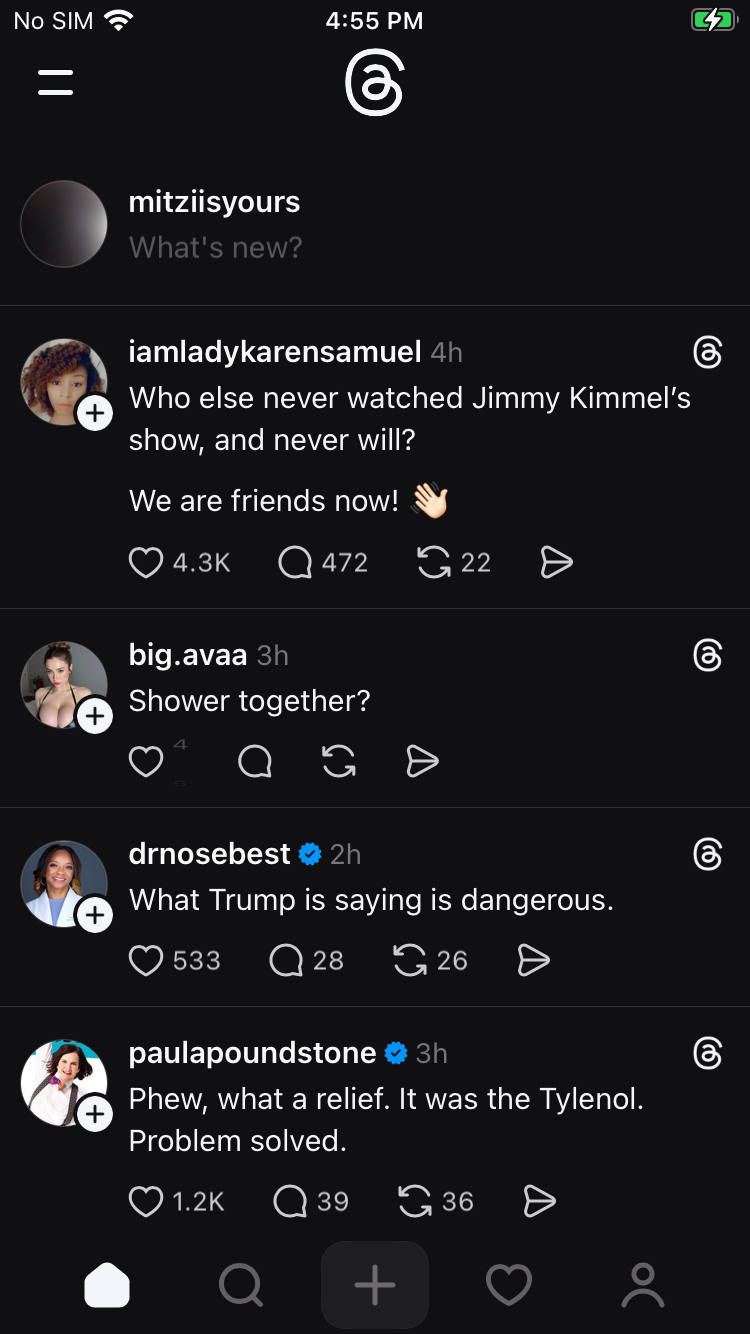 No SIM 4:55 PM
mitziisyours
What's new?
iamladykarensamuel 4h
Who else never watched Jimmy Kimmel’s
show, and never will?
We are friends now! 👋🏻
4.3K 472 22
big.avaa 3h
Shower together?
4
drnosebest 2h
What Trump is saying is dangerous.
533 28 26
paulapoundstone 3h
Phew, what a relief. It was the Tylenol.
Problem solved.
1.2K 39 36